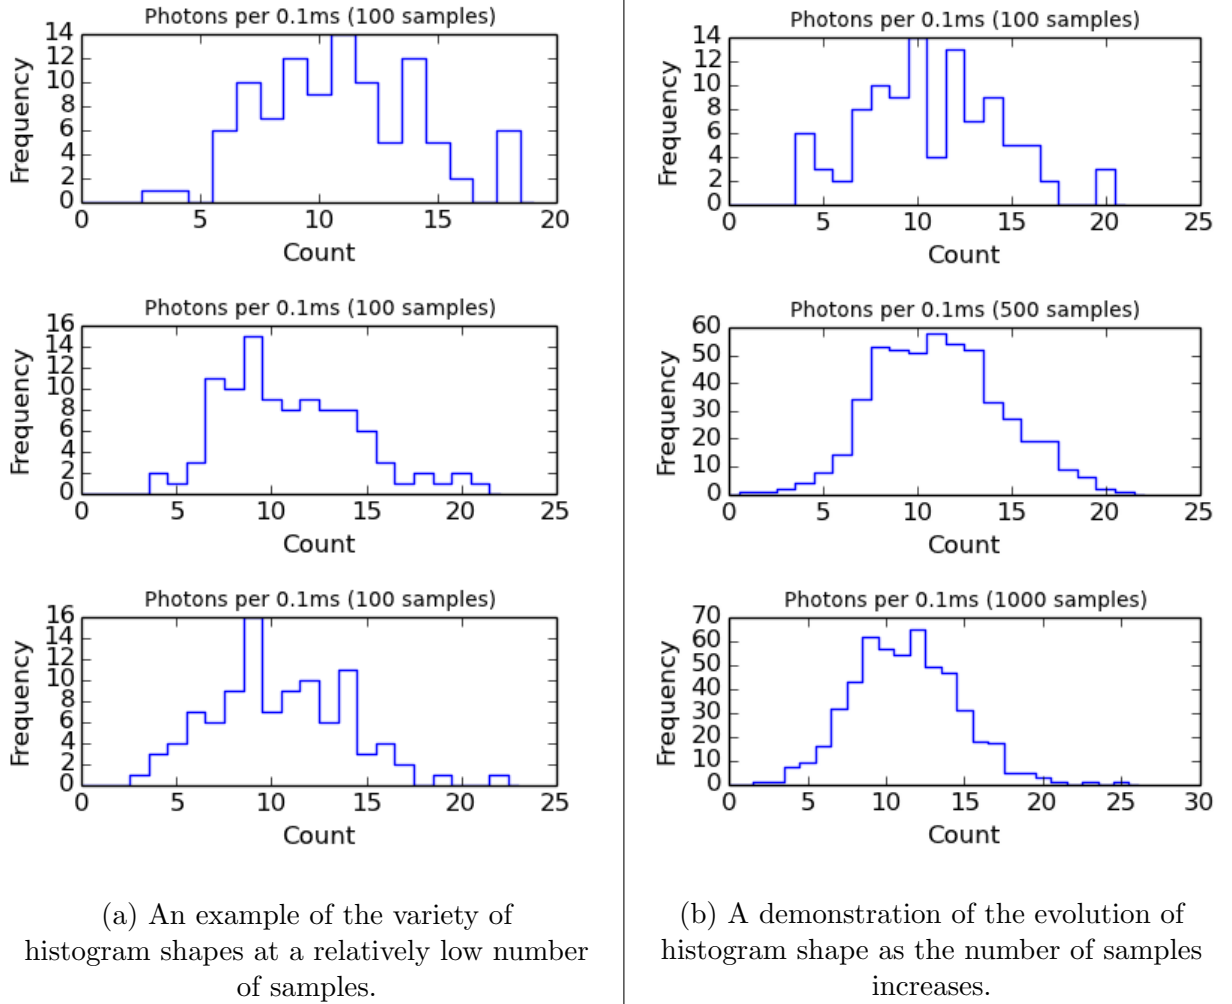 Photons per 0.1ms (100 samples)
14
12
10
8
6
4
2
0
Frequency
0 5 10 15 20
Count
Photons per 0.1ms (100 samples)
16
14
12
10
8
6
4
2
0
Frequency
0 5 10 15 20 25
Count
Photons per 0.1ms (100 samples)
16
14
12
10
8
6
4
2
0
Frequency
0 5 10 15 20 25
Count
(a) An example of the variety of
histogram shapes at a relatively low number
of samples.
Photons per 0.1ms (100 samples)
14
12
10
8
6
4
2
0
Frequency
0 5 10 15 20 25
Count
Photons per 0.1ms (500 samples)
60
50
40
30
20
10
0
Frequency
0 5 10 15 20 25
Count
Photons per 0.1ms (1000 samples)
70
60
50
40
30
20
10
0
Frequency
0 5 10 15 20 25 30
Count
(b) A demonstration of the evolution of
histogram shape as the number of samples
increases.